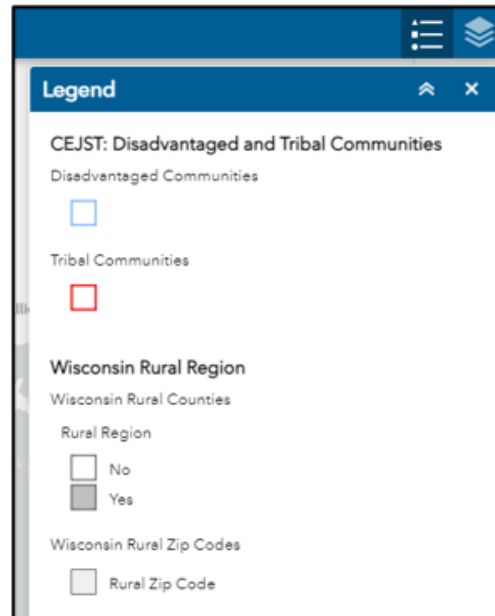 Legend
CEJST: Disadvantaged and Tribal Communities
Disadvantaged Communities
Tribal Communities
Wisconsin Rural Region
Wisconsin Rural Counties
Rural Region
No
Yes
Wisconsin Rural Zip Codes
Rural Zip Code